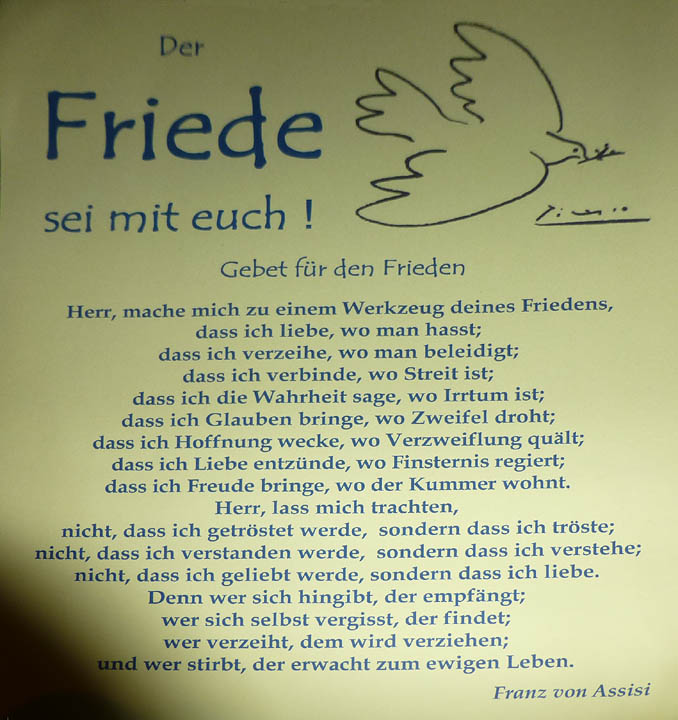 Der
Friede
sei mit euch !
Gebet für den Frieden
Herr, mache mich zu einem Werkzeug deines Friedens,
dass ich liebe, wo man hasst;
dass ich verzeihe, wo man beleidigt;
dass ich verbinde, wo Streit ist;
dass ich die Wahrheit sage, wo Irrtum ist;
dass ich Glauben bringe, wo Zweifel droht;
dass ich Hoffnung wecke, wo Verzweiflung quält;
dass ich Liebe entzünde, wo Finsternis regiert;
dass ich Freude bringe, wo der Kummer wohnt.
Herr, lass mich trachten,
nicht, dass ich getröstet werde, sondern dass ich tröste;
nicht, dass ich verstanden werde, sondern dass ich verstehe;
nicht, dass ich geliebt werde, sondern dass ich liebe.
Denn wer sich hingibt, der empfängt;
wer sich selbst vergisst, der findet;
wer verzeiht, dem wird verziehen;
und wer stirbt, der erwacht zum ewigen Leben.
Franz von Assisi